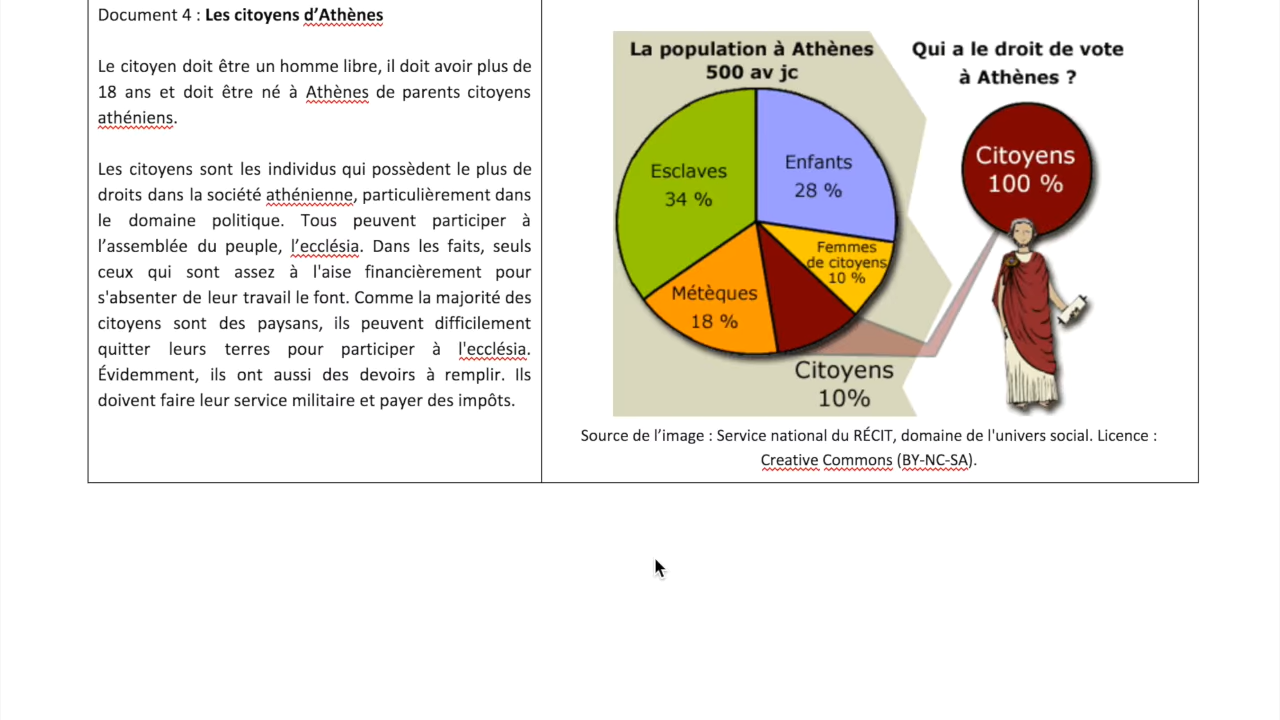 Document 4 : Les citoyens d’Athènes
Le citoyen doit être un homme libre, il doit avoir plus de
18 ans et doit être né à Athènes de parents citoyens
athéniens.
Les citoyens sont les individus qui possèdent le plus de
droits dans la société athénienne, particulièrement dans
le domaine politique. Tous peuvent participer à
l’assemblée du peuple, l’ecclésia. Dans les faits, seuls
ceux qui sont assez à l'aise financièrement pour
s'absenter de leur travail le font. Comme la majorité des
citoyens sont des paysans, ils peuvent difficilement
quitter leurs terres pour participer à l'ecclésia.
Évidemment, ils ont aussi des devoirs à remplir. Ils
doivent faire leur service militaire et payer des impôts.
La population à Athènes
500 av jc
Esclaves
34 %
Enfants
28 %
Femmes
de citoyens
10 %
Métèques
18 %
Citoyens
10%
Qui a le droit de vote
à Athènes ?
Citoyens
100 %
Source de l’image : Service national du RÉCIT, domaine de l'univers social. Licence :
Creative Commons (BY-NC-SA).